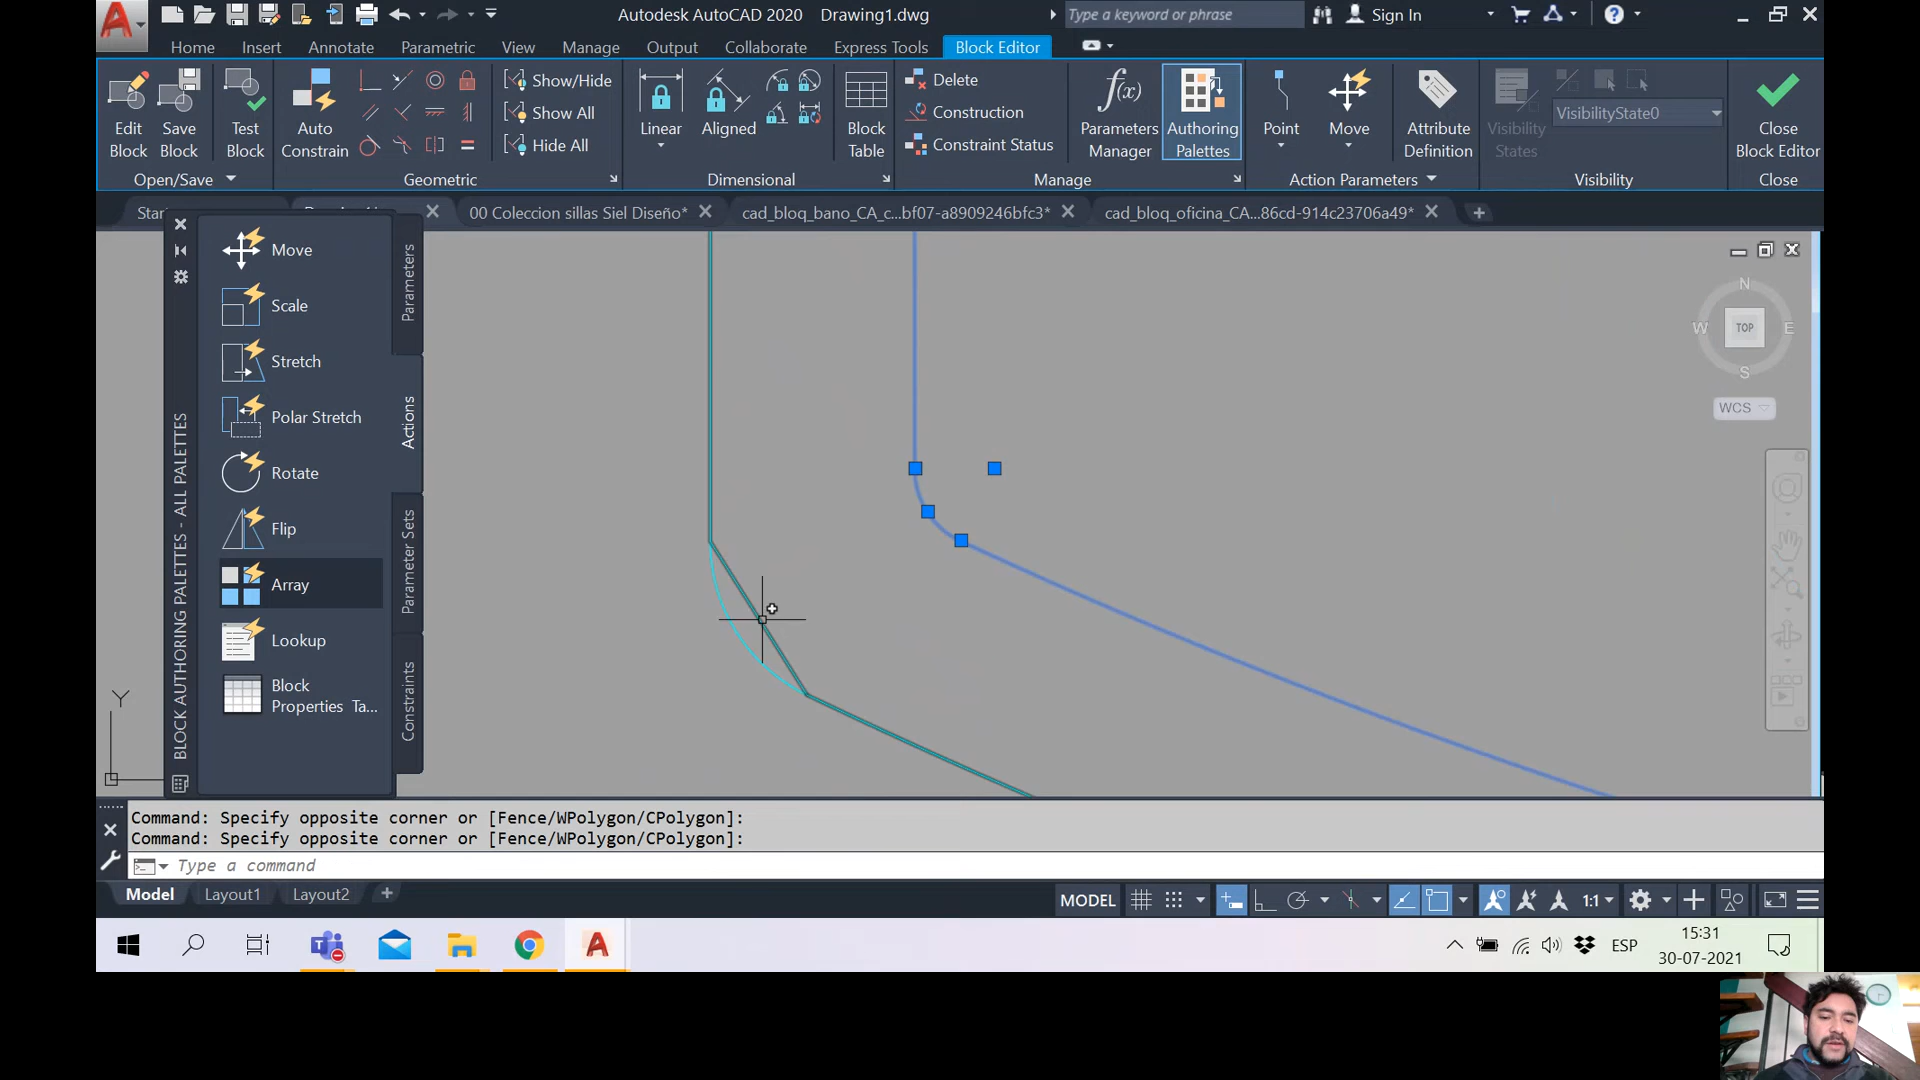 Autodesk AutoCAD 2020 Drawing1.dwg
Type a keyword or phrase
Sign In
Home Insert Annotate Parametric View Manage Output Collaborate Express Tools Block Editor
Edit Block
Save Block
Test Block
Auto Constrain
Show/Hide
Show All
Hide All
Linear
Aligned
Block Table
Delete
Construction
Constraint Status
Parameters Manager
Authoring Palettes
Point
Move
Attribute Definition
Visibility States
VisibilityState0
Close Block Editor
Open/Save
Geometric
Dimensional
Manage
Action Parameters
Visibility
Close
Star
00 Coleccion sillas Siel Diseño*
cad_bloq_bano_CA_c...bf07-a8909246bfc3*
cad_bloq_oficina_CA...86cd-914c23706a49*
Move
Scale
Stretch
Polar Stretch
Rotate
Flip
Array
Lookup
Block
Properties Ta...
Parameters
Actions
Parameter Sets
Constraints
BLOCK AUTHORING PALETTES - ALL PALETTES
N
W TOP E
S
WCS
Y
Command: Specify opposite corner or [Fence/WPolygon/CPolygon]:
Command: Specify opposite corner or [Fence/WPolygon/CPolygon]:
Type a command
Model Layout1 Layout2
MODEL
1:1
ESP
15:31
30-07-2021